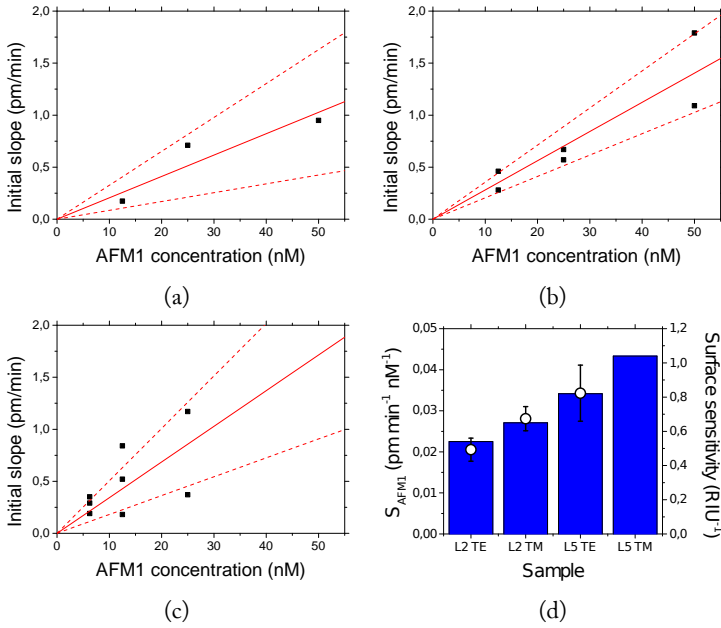 2,0
1,5
1,0
0,5
0,0
0 10 20 30 40 50
Initial slope (pm/min)
AFM1 concentration (nM)
(a)
2,0
1,5
1,0
0,5
0,0
0 10 20 30 40 50
Initial slope (pm/min)
AFM1 concentration (nM)
(b)
2,0
1,5
1,0
0,5
0,0
0 10 20 30 40 50
Initial slope (pm/min)
AFM1 concentration (nM)
(c)
0,05
0,04
0,03
0,02
0,01
0,00
S_AFM1 (pm min⁻¹ nM⁻¹)
1,2
1,0
0,8
0,6
0,4
0,2
0,0
Surface sensitivity (RIU⁻¹)
L2 TE L2 TM L5 TE L5 TM
Sample
(d)